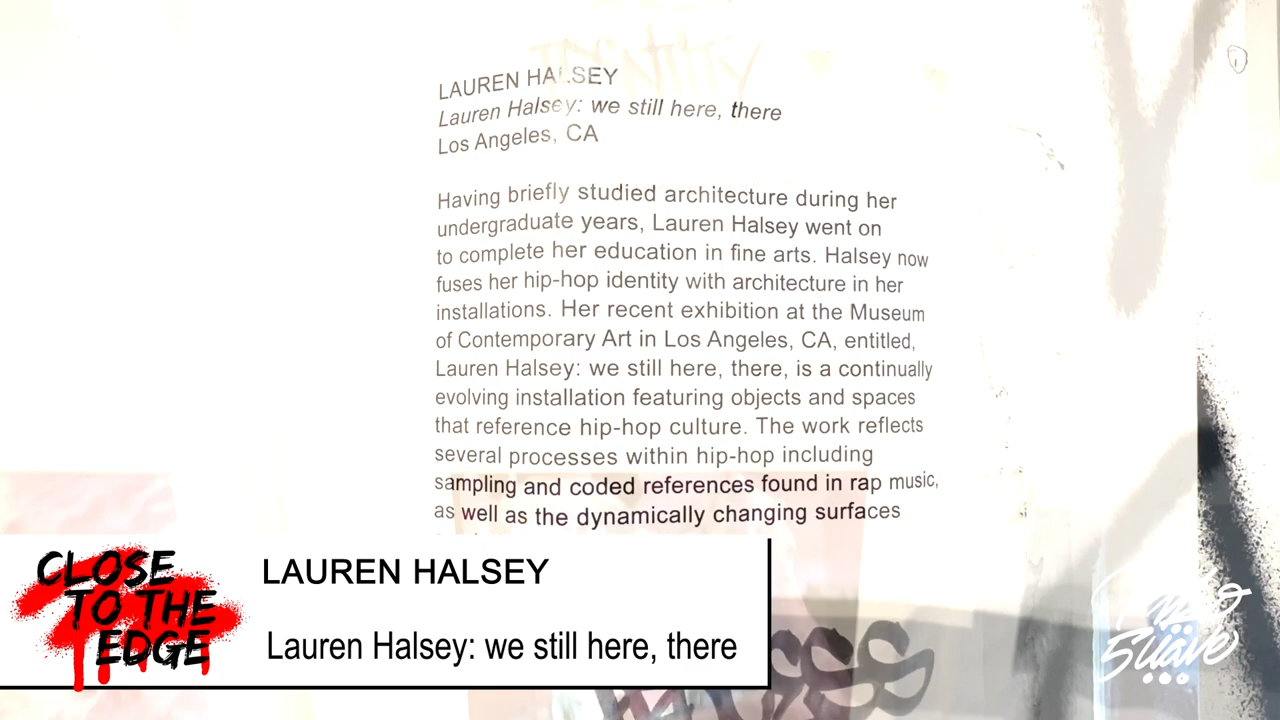 LAUREN HALSEY
Lauren Halsey: we still here, there
Los Angeles, CA
Having briefly studied architecture during her
undergraduate years, Lauren Halsey went on
to complete her education in fine arts. Halsey now
fuses her hip-hop identity with architecture in her
installations. Her recent exhibition at the Museum
of Contemporary Art in Los Angeles, CA, entitled,
Lauren Halsey: we still here, there, is a continually
evolving installation featuring objects and spaces
that reference hip-hop culture. The work reflects
several processes within hip-hop including
sampling and coded references found in rap music,
as well as the dynamically changing surfaces
CLOSE
TO THE
EDGE
LAUREN HALSEY
Lauren Halsey: we still here, there
Suave